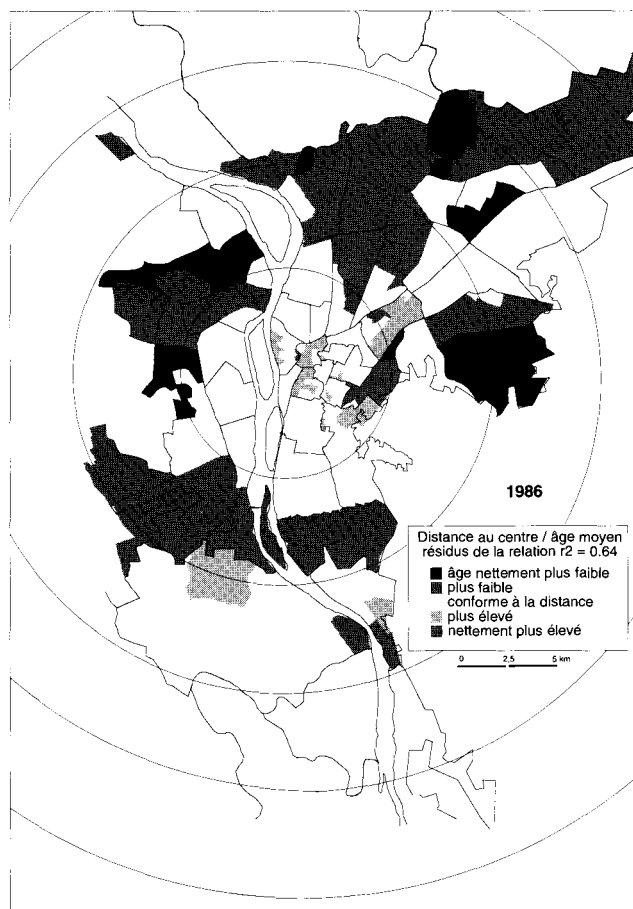 1986
Distance au centre / âge moyen
résidus de la relation r2 = 0.64
âge nettement plus faible
plus faible
conforme à la distance
plus élevé
nettement plus élevé
0 2,5 5 km